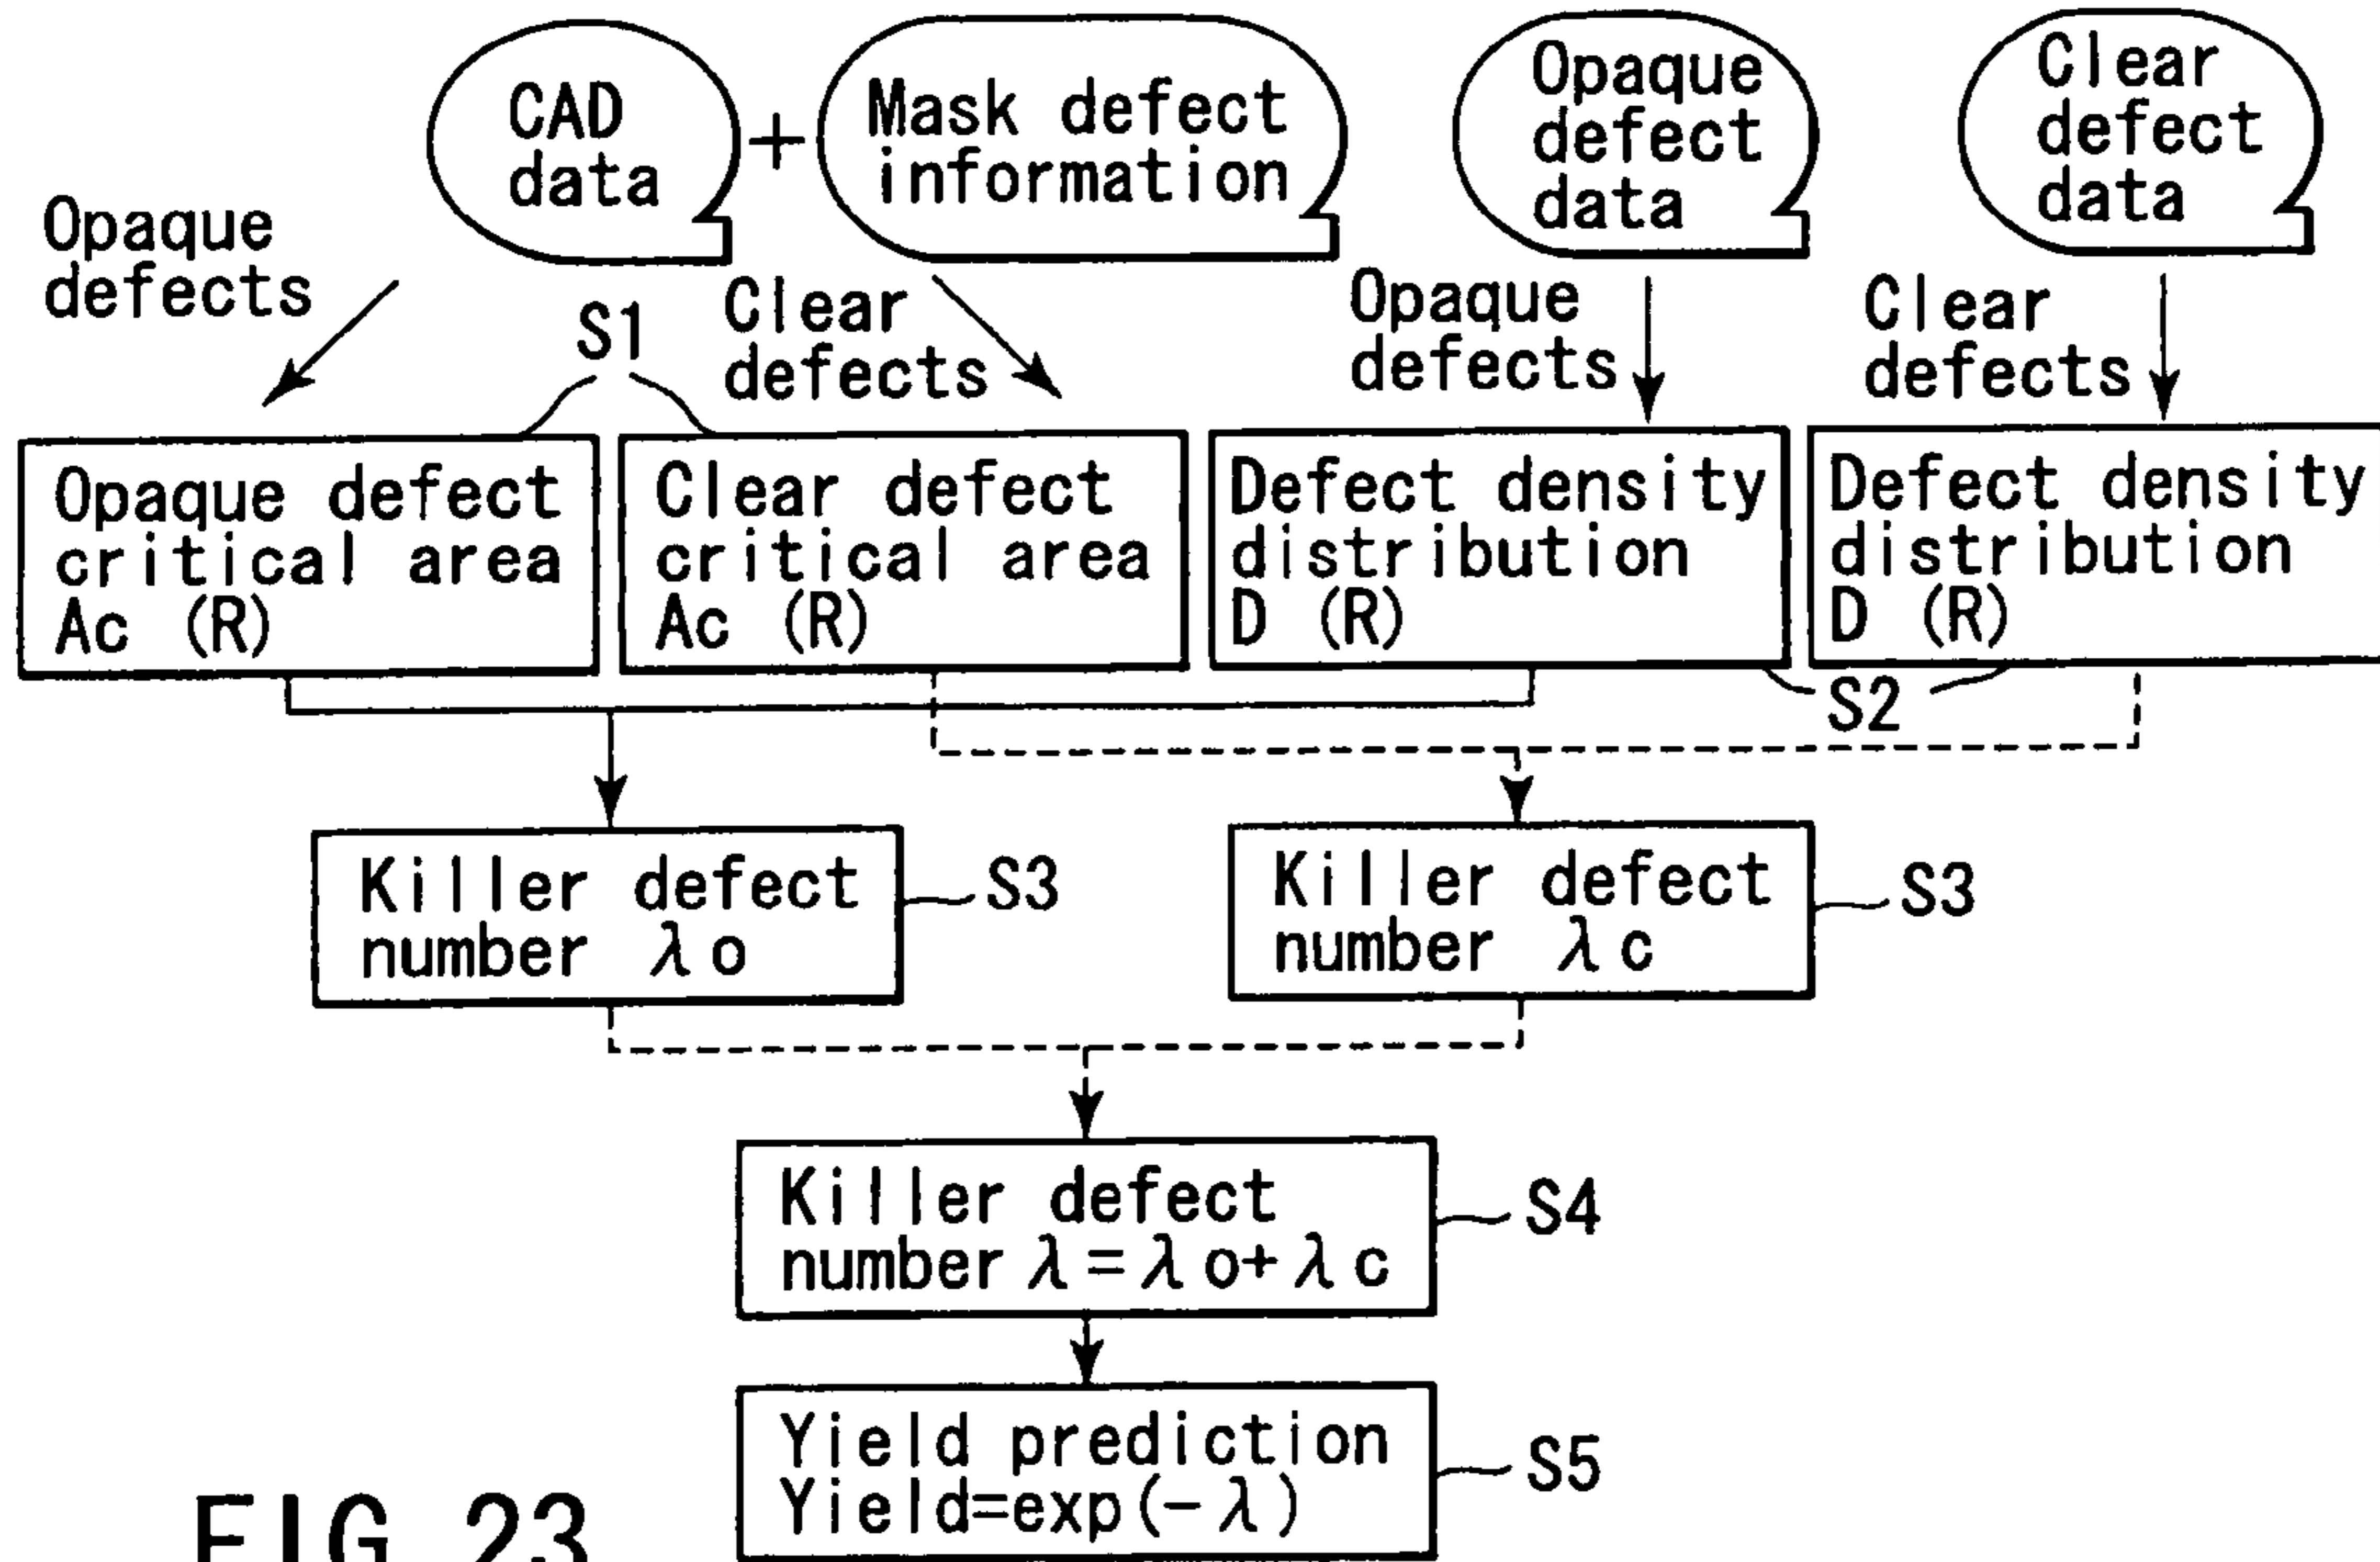 CAD
data
+
Mask defect
information
Opaque
defect
data
Clear
defect
data
Opaque
defects
S1
Clear
defects
Opaque
defects
Clear
defects
Opaque defect
critical area
Ac (R)
Clear defect
critical area
Ac (R)
Defect density
distribution
D (R)
Defect density
distribution
D (R)
S2
Killer defect
number λo
S3
Killer defect
number λc
S3
Killer defect
number λ=λo+λc
S4
Yield prediction
Yield=exp(-λ)
S5
FIG. 23